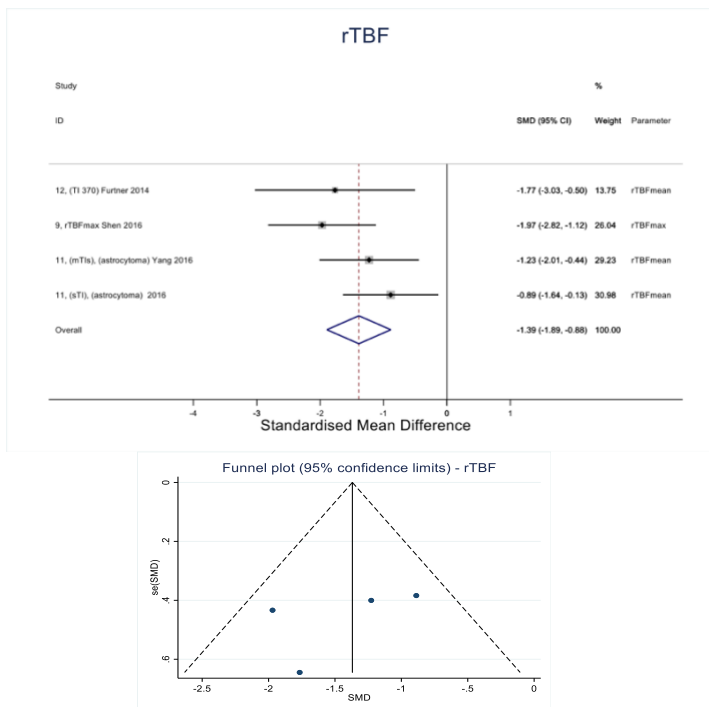 rTBF
Study %
ID SMD (95% CI) Weight Parameter
12, (TI 370) Furtner 2014 -1.77 (-3.03, -0.50) 13.75 rTBFmean
9, rTBFmax Shen 2016 -1.97 (-2.82, -1.12) 26.04 rTBFmax
11, (mTIs), (astrocytoma) Yang 2016 -1.23 (-2.01, -0.44) 29.23 rTBFmean
11, (sTI), (astrocytoma) 2016 -0.89 (-1.64, -0.13) 30.98 rTBFmean
Overall -1.39 (-1.89, -0.88) 100.00
-4 -3 -2 -1 0 1
Standardised Mean Difference
Funnel plot (95% confidence limits) - rTBF
se(SMD)
0
.2
.4
.6
-2.5 -2 -1.5 -1 -.5 0
SMD